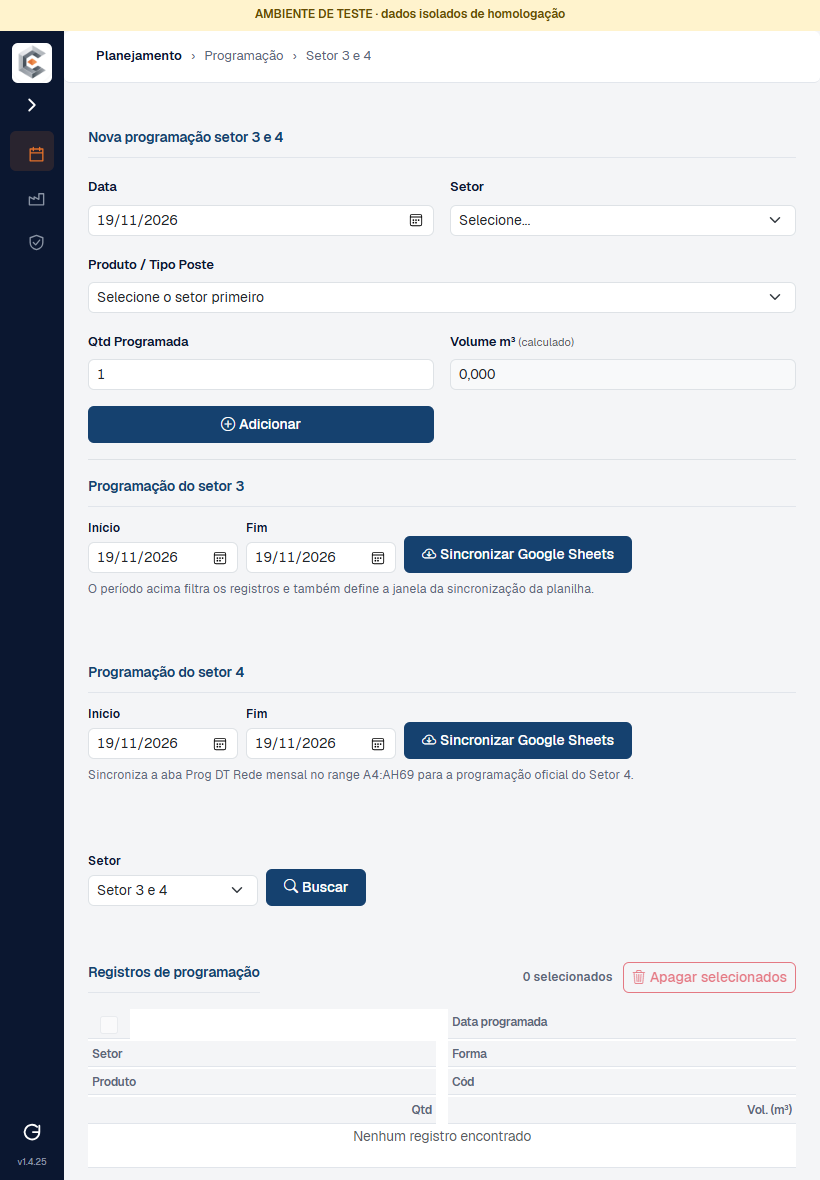 AMBIENTE DE TESTE · dados isolados de homologação
Planejamento › Programação › Setor 3 e 4
Nova programação setor 3 e 4
Data Setor
19/11/2026 Selecione...
Produto / Tipo Poste
Selecione o setor primeiro
Qtd Programada Volume m³ (calculado)
1 0,000
Adicionar
Programação do setor 3
Início Fim
19/11/2026 19/11/2026 Sincronizar Google Sheets
O período acima filtra os registros e também define a janela da sincronização da planilha.
Programação do setor 4
Início Fim
19/11/2026 19/11/2026 Sincronizar Google Sheets
Sincroniza a aba Prog DT Rede mensal no range A4:AH69 para a programação oficial do Setor 4.
Setor
Setor 3 e 4 Buscar
Registros de programação 0 selecionados Apagar selecionados
Data programada
Setor Forma
Produto Cód
Qtd Vol. (m³)
Nenhum registro encontrado
v1.4.25